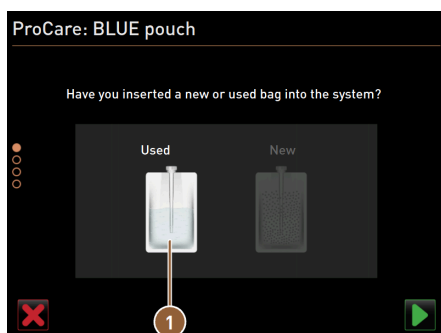 ProCare: BLUE pouch
Have you inserted a new or used bag into the system?
Used New
1